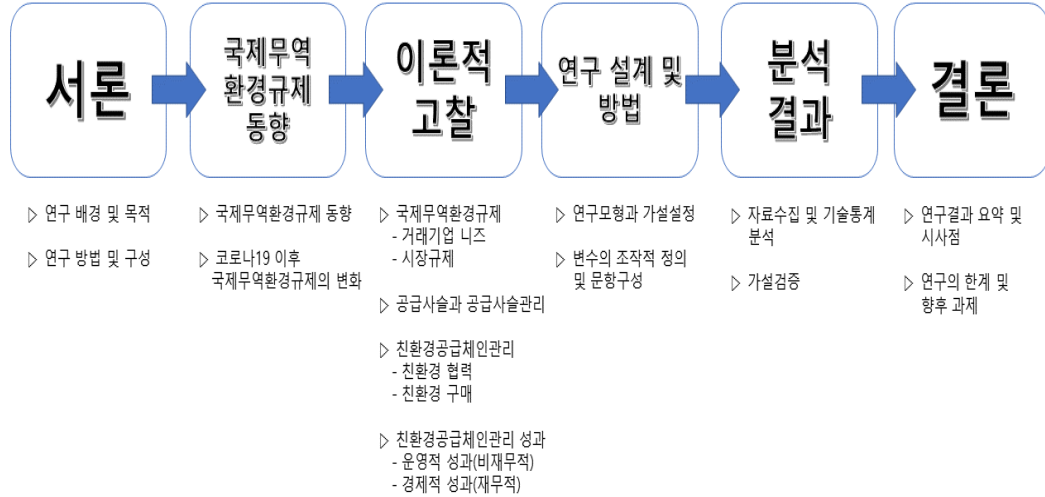 서론
국제무역
환경규제
동향
이론적
고찰
연구 설계 및
방법
분석
결과
결론
▷ 연구 배경 및 목적
▷ 연구 방법 및 구성
▷ 국제무역환경규제 동향
▷ 코로나19 이후
국제무역환경규제의 변화
▷ 국제무역환경규제
- 거래기업 니즈
- 시장규제
▷ 공급사슬과 공급사슬관리
▷ 친환경공급체인관리
- 친환경 협력
- 친환경 구매
▷ 친환경공급체인관리 성과
- 운영적 성과(비재무적)
- 경제적 성과(재무적)
▷ 연구모형과 가설설정
▷ 변수의 조작적 정의
및 문항구성
▷ 자료수집 및 기술통계
분석
▷ 가설검증
▷ 연구결과 요약 및
시사점
▷ 연구의 한계 및
향후 과제